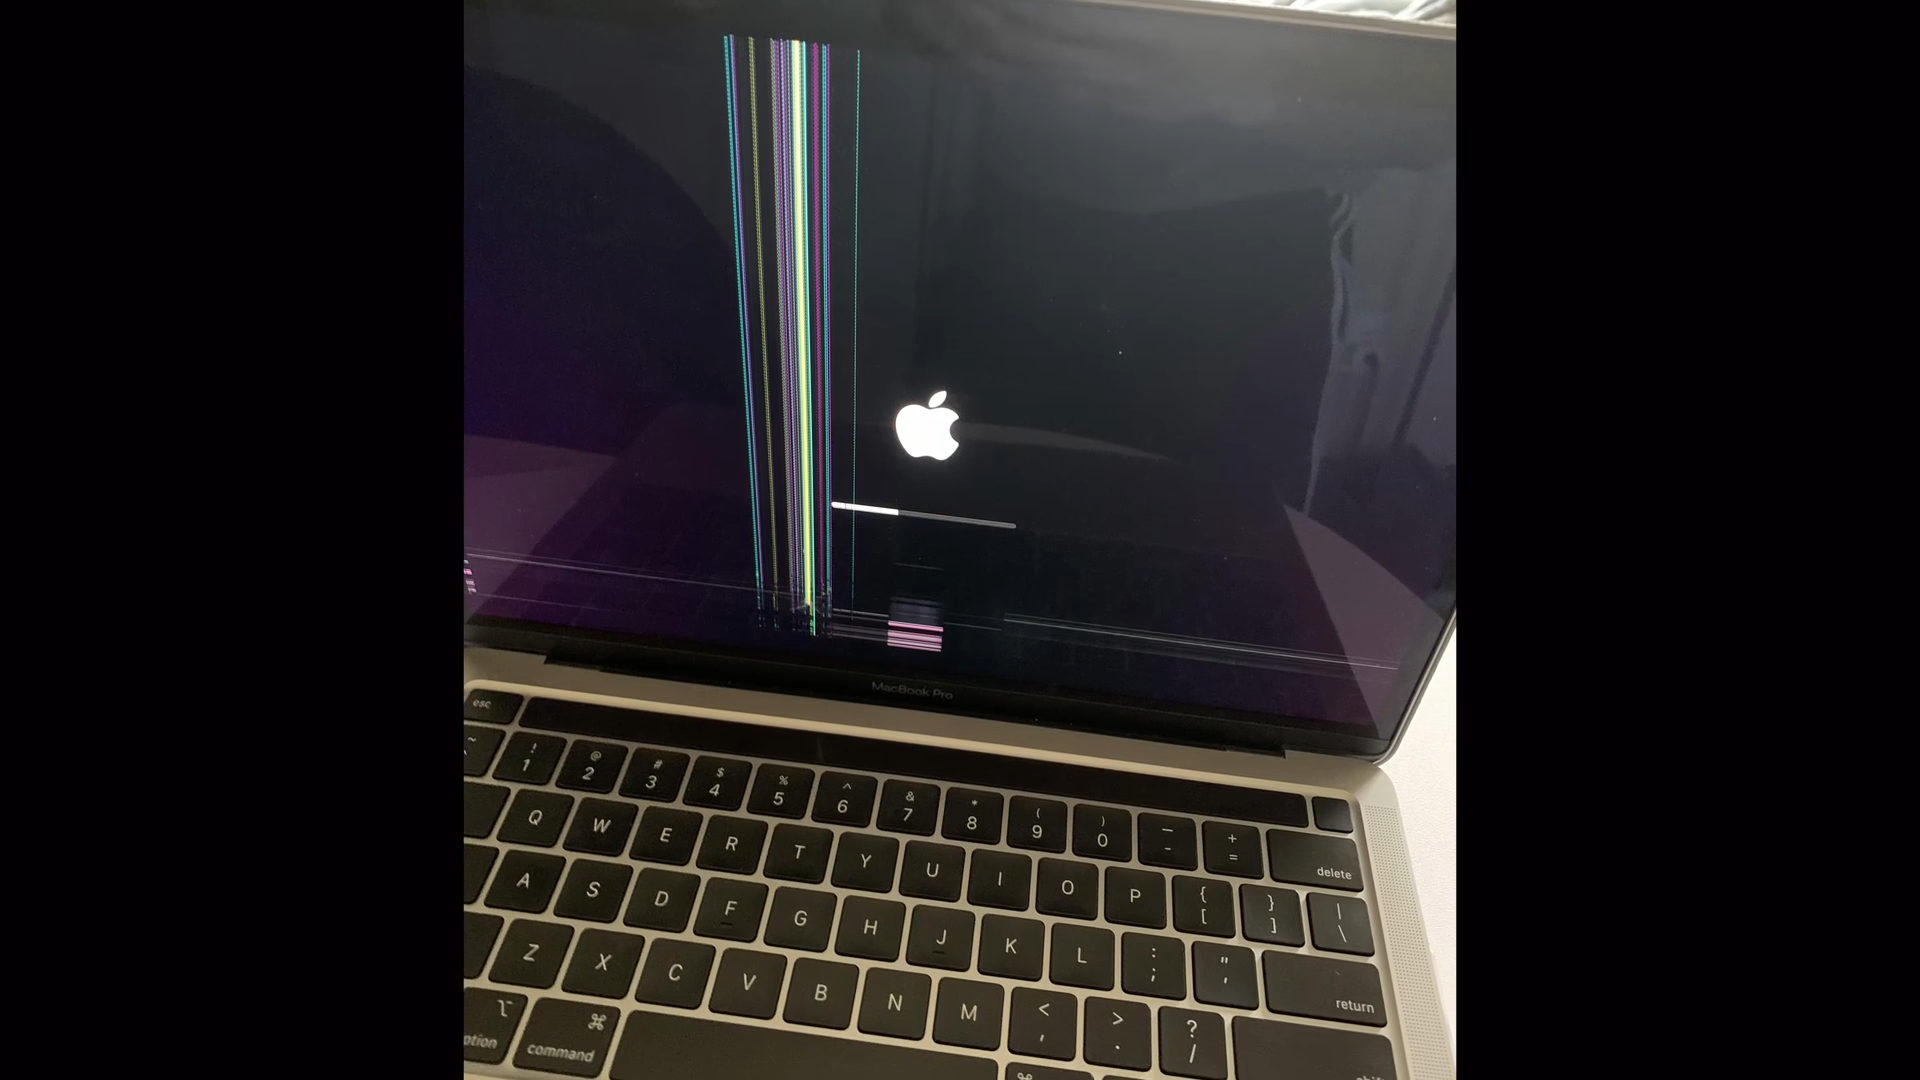 MacBook Pro
esc
~
! 1 @ 2 # 3 $ 4 % 5 ^ 6 & 7 * 8 ( 9 ) 0 — - + =
delete
Q W E R T Y U I O P { [ } ] | \
A S D F G H J K L : ; " '
return
Z X C V B N M < , > . ? /
⌥ ⌘
command
⌘